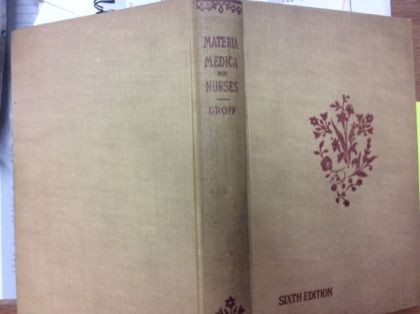 MATERIA
MEDICA
FOR
NURSES
GROFF
SIXTH EDITION